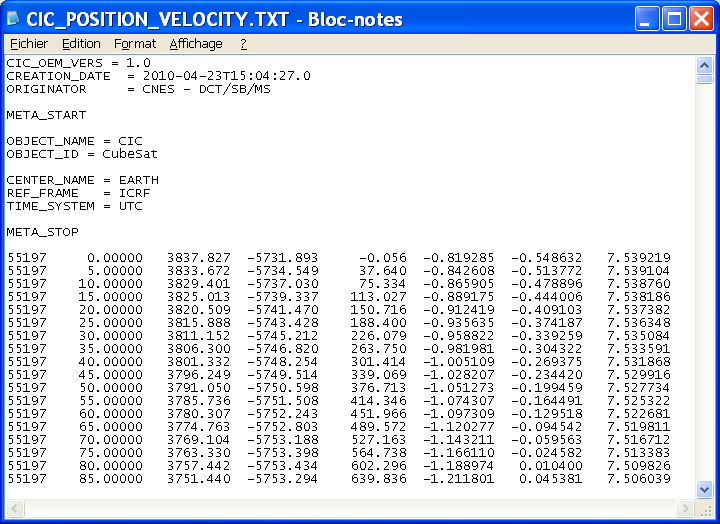 CIC_POSITION_VELOCITY.TXT - Bloc-notes
Fichier Edition Format Affichage ?
CIC_OEM_VERS = 1.0
CREATION_DATE = 2010-04-23T15:04:27.0
ORIGINATOR = CNES - DCT/SB/MS
META_START
OBJECT_NAME = CIC
OBJECT_ID = CubeSat
CENTER_NAME = EARTH
REF_FRAME = ICRF
TIME_SYSTEM = UTC
META_STOP
55197 0.00000 3837.827 -5731.893 -0.056 -0.819285 -0.548632 7.539219
55197 5.00000 3833.672 -5734.549 37.640 -0.842608 -0.513772 7.539104
55197 10.00000 3829.401 -5737.030 75.334 -0.865905 -0.478896 7.538760
55197 15.00000 3825.013 -5739.337 113.027 -0.889175 -0.444006 7.538186
55197 20.00000 3820.509 -5741.470 150.716 -0.912419 -0.409103 7.537382
55197 25.00000 3815.888 -5743.428 188.400 -0.935635 -0.374187 7.536348
55197 30.00000 3811.152 -5745.212 226.079 -0.958822 -0.339259 7.535084
55197 35.00000 3806.300 -5746.820 263.750 -0.981981 -0.304322 7.533591
55197 40.00000 3801.332 -5748.254 301.414 -1.005109 -0.269375 7.531868
55197 45.00000 3796.249 -5749.514 339.069 -1.028207 -0.234420 7.529916
55197 50.00000 3791.050 -5750.598 376.713 -1.051273 -0.199459 7.527734
55197 55.00000 3785.736 -5751.508 414.346 -1.074307 -0.164491 7.525322
55197 60.00000 3780.307 -5752.243 451.966 -1.097309 -0.129518 7.522681
55197 65.00000 3774.763 -5752.803 489.572 -1.120277 -0.094542 7.519811
55197 70.00000 3769.104 -5753.188 527.163 -1.143211 -0.059563 7.516712
55197 75.00000 3763.330 -5753.398 564.738 -1.166110 -0.024582 7.513383
55197 80.00000 3757.442 -5753.434 602.296 -1.188974 0.010400 7.509826
55197 85.00000 3751.440 -5753.294 639.836 -1.211801 0.045381 7.506039